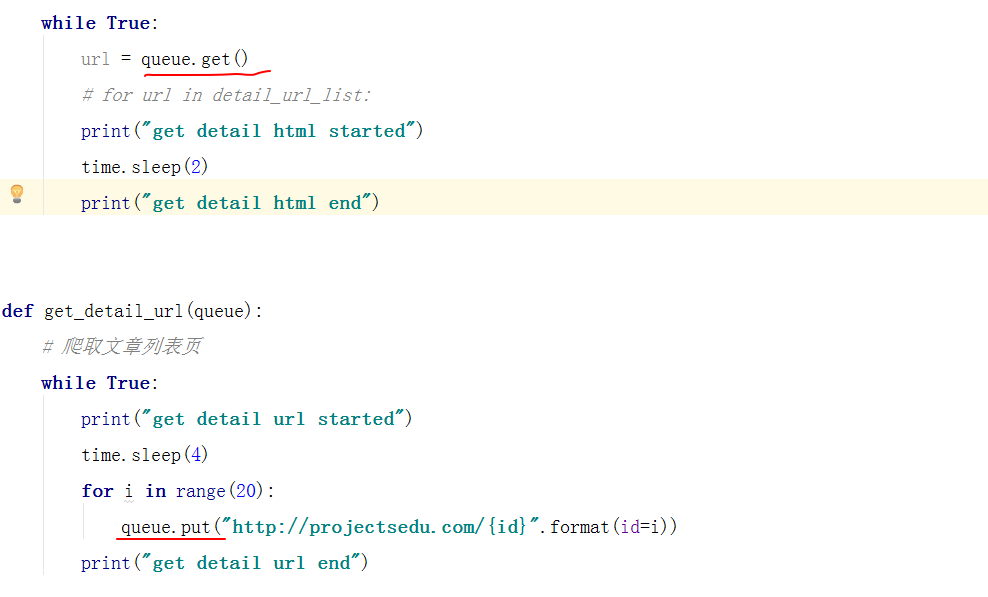 while True:
url = queue.get()
# for url in detail_url_list:
print("get detail html started")
time.sleep(2)
print("get detail html end")
def get_detail_url(queue):
# 爬取文章列表页
while True:
print("get detail url started")
time.sleep(4)
for i in range(20):
queue.put("http://projectsedu.com/{id}".format(id=i))
print("get detail url end")